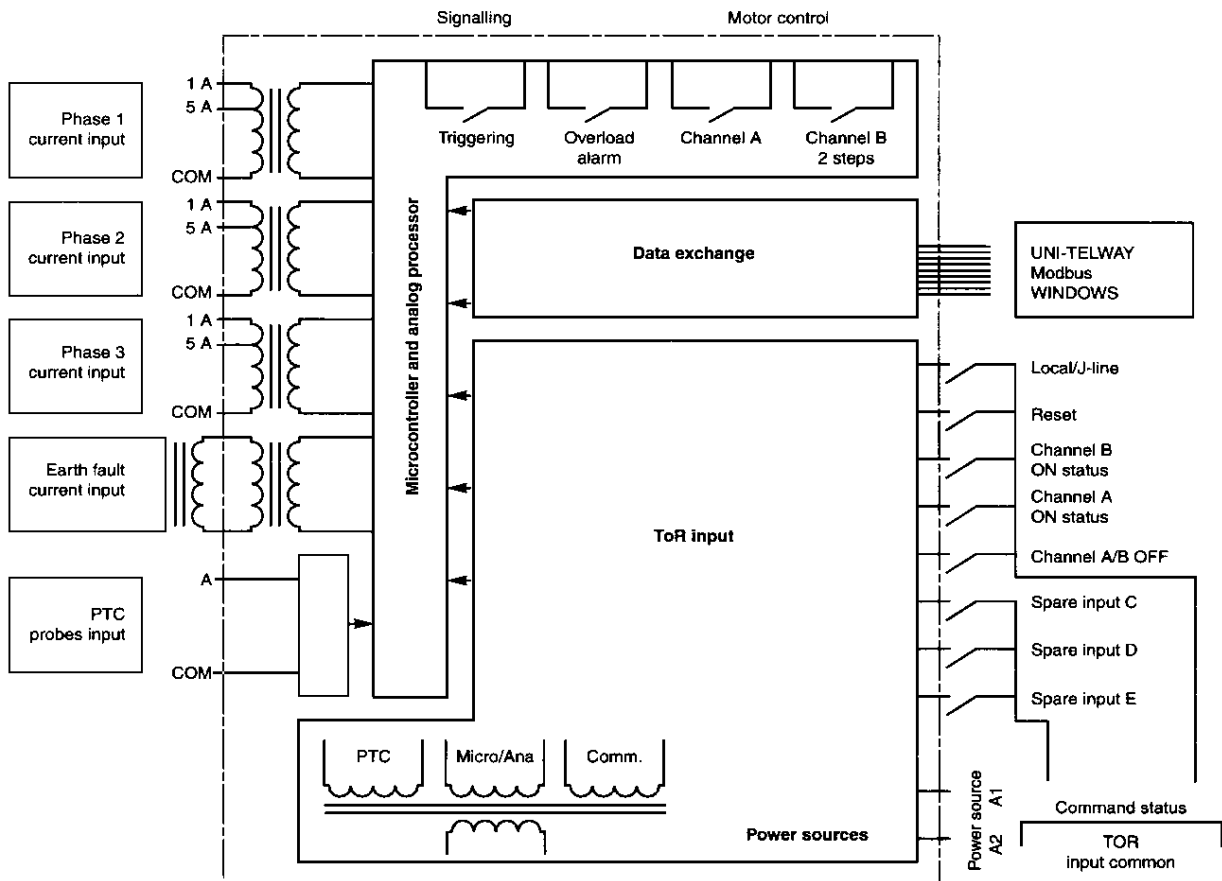 Signalling
Motor control
Phase 1
current input
1 A
5 A
COM
Phase 2
current input
1 A
5 A
COM
Phase 3
current input
1 A
5 A
COM
Earth fault
current input
PTC
probes input
A
COM
Microcontroller and analog processor
Triggering
Overload
alarm
Channel A
Channel B
2 steps
Data exchange
UNI-TELWAY
Modbus
WINDOWS
ToR input
Local/J-line
Reset
Channel B
ON status
Channel A
ON status
Channel A/B OFF
Spare input C
Spare input D
Spare input E
PTC
Micro/Ana
Comm.
Power sources
Power source
A1
A2
Command status
TOR
input common